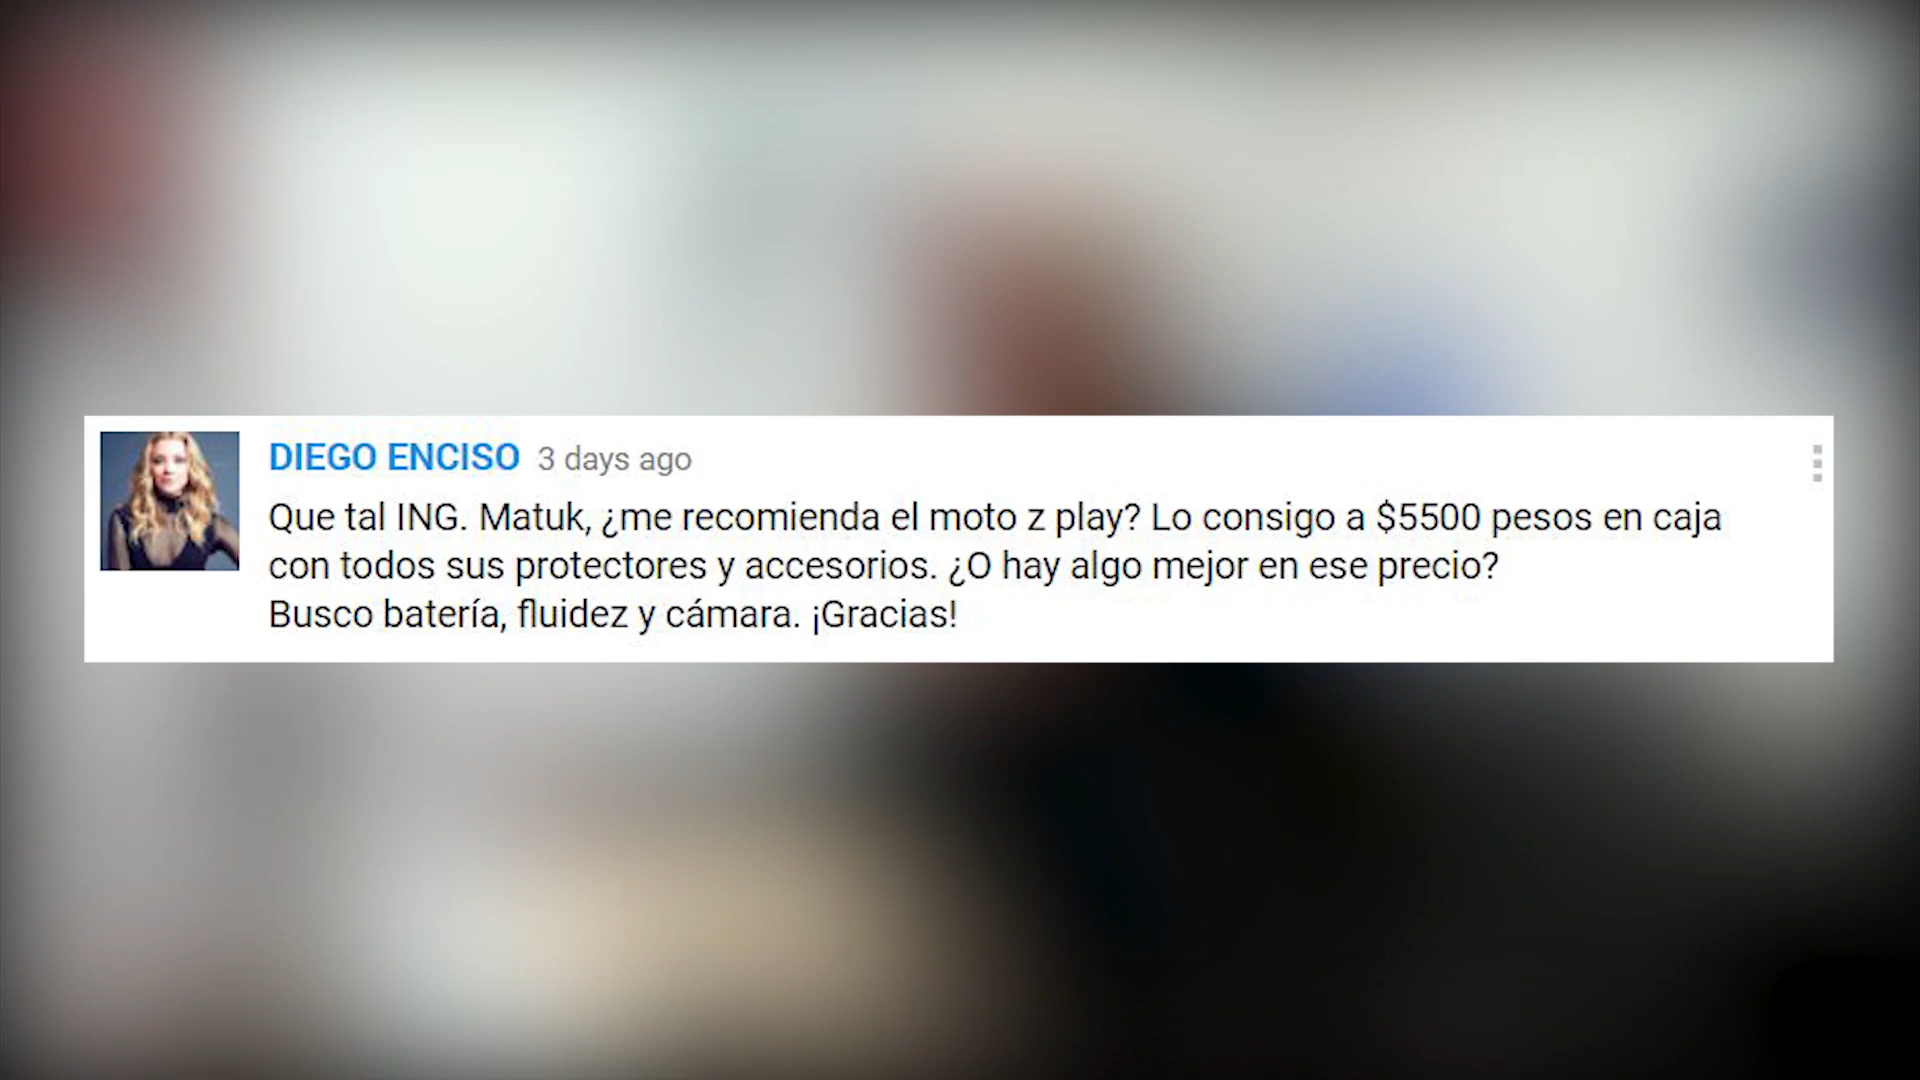 DIEGO ENCISO 3 days ago
Que tal ING. Matuk, ¿me recomienda el moto z play? Lo consigo a $5500 pesos en caja
con todos sus protectores y accesorios. ¿O hay algo mejor en ese precio?
Busco batería, fluidez y cámara. ¡Gracias!